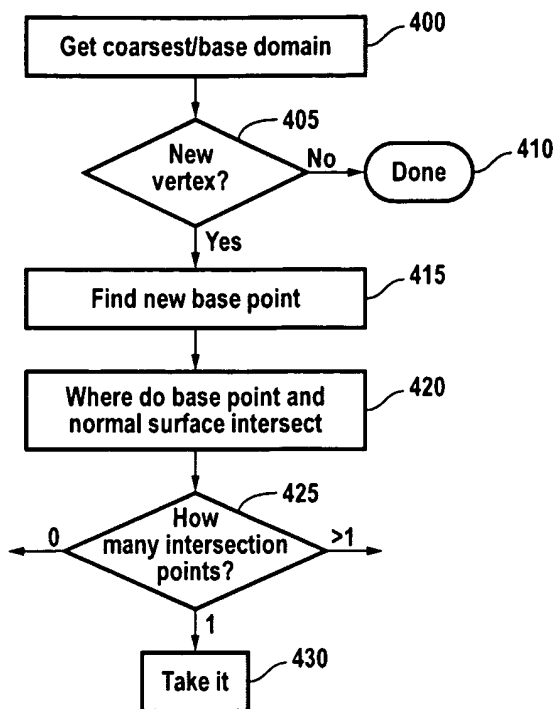 Get coarsest/base domain
400
405
New
vertex?
No
Done
410
Yes
Find new base point
415
Where do base point and
normal surface intersect
420
425
How
many intersection
points?
0
>1
1
Take it
430